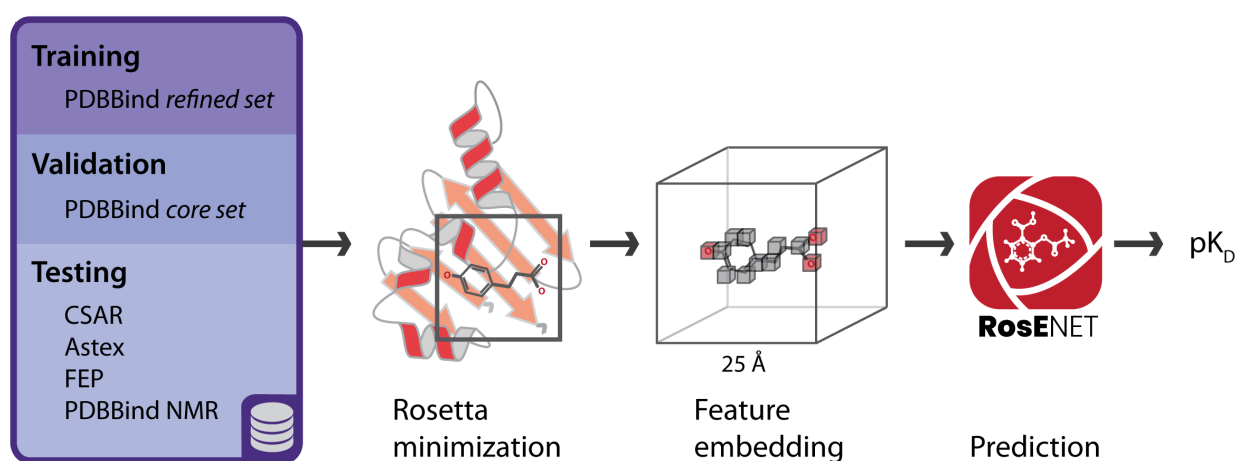 Training
PDBBind refined set
Validation
PDBBind core set
Testing
CSAR
Astex
FEP
PDBBind NMR
O
O
O
Rosetta
minimization
O
O
O
25 Å
Feature
embedding
RosENET
Prediction
pKD